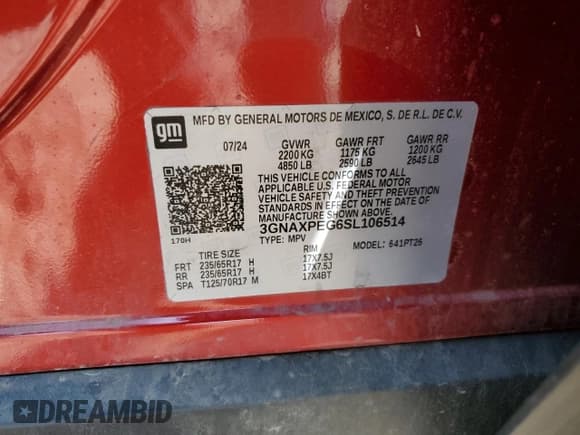 gm
MFD BY GENERAL MOTORS DE MEXICO, S. DE R.L. DE C.V.
07/24 GVWR GAWR FRT GAWR RR
2200 KG 1175 KG 1200 KG
4850 LB 2590 LB 2645 LB
THIS VEHICLE CONFORMS TO ALL
APPLICABLE U.S. FEDERAL MOTOR
VEHICLE SAFETY AND THEFT PREVENTION
STANDARDS IN EFFECT ON THE DATE OF
MANUFACTURE SHOWN ABOVE.
3GNAXPEG6SL106514
170H TYPE: MPV MODEL: 641PT26
TIRE SIZE RIM
FRT 235/65R17 H 17X7.5J
RR 235/65R17 H 17X7.5J
SPA T125/70R17 M 17X4BT
DREAMBID